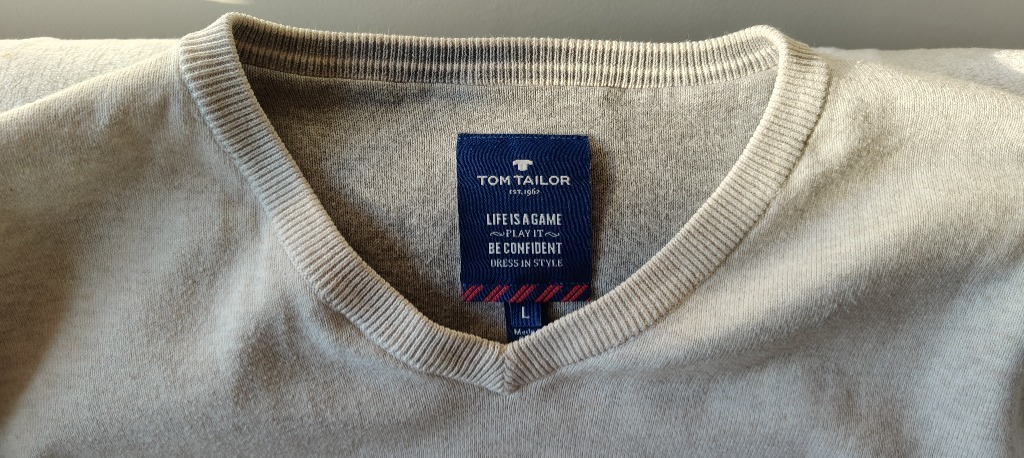 TOM TAILOR
EST. 1962
LIFE IS A GAME
PLAY IT
BE CONFIDENT
DRESS IN STYLE
L